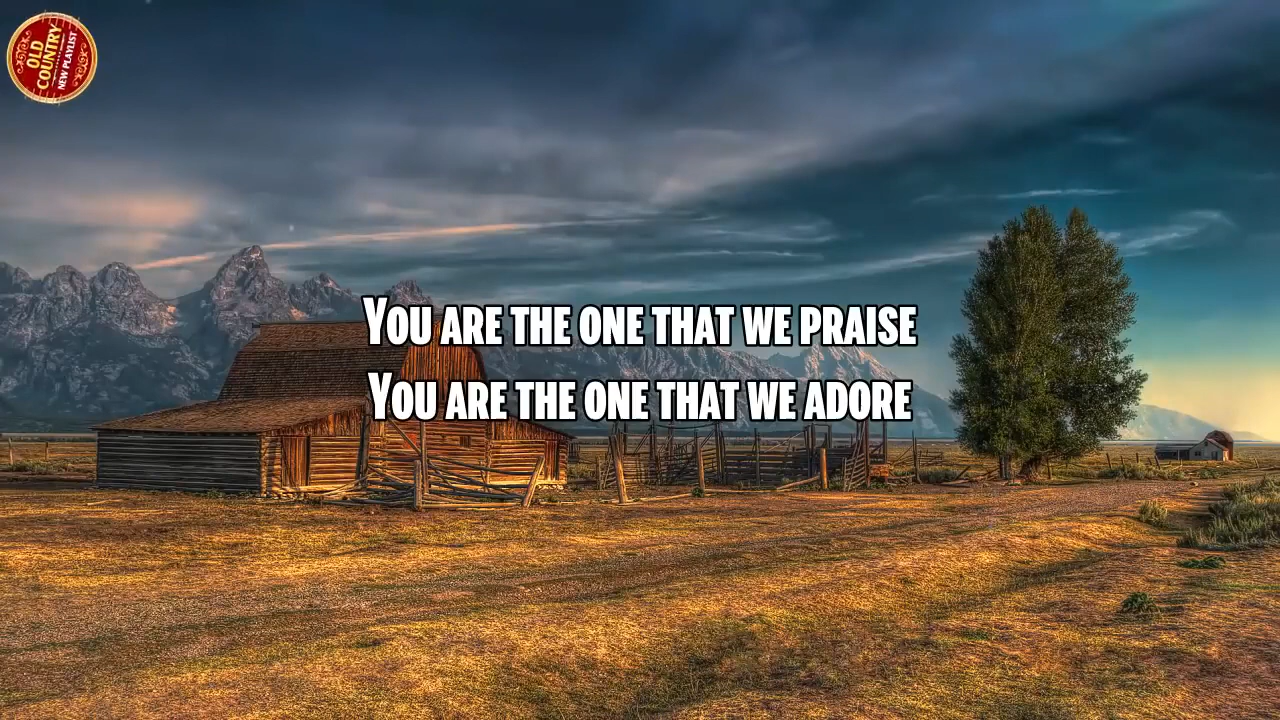 OLD
COUNTRY
NEW PLAYLIST
You are the one that we praise
You are the one that we adore